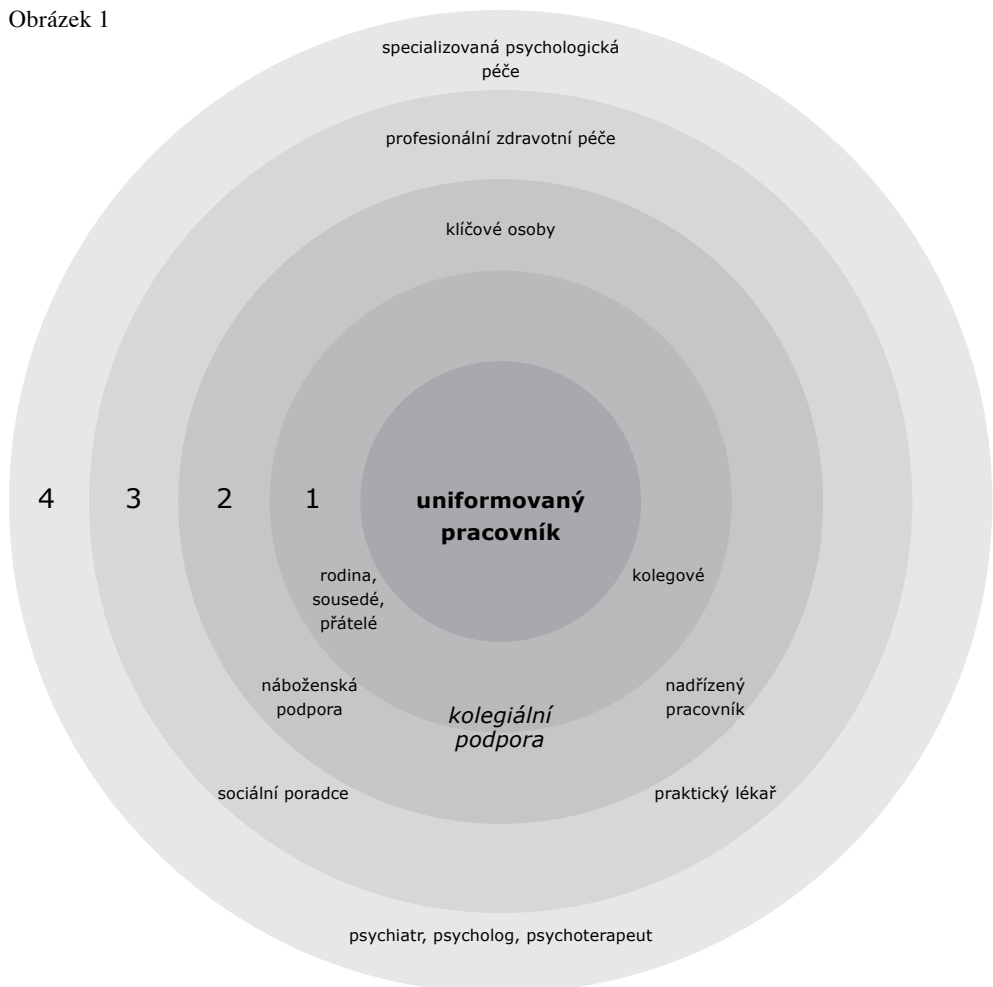 Obrázek 1
specializovaná psychologická
péče
profesionální zdravotní péče
klíčové osoby
4 3 2 1
uniformovaný
pracovník
rodina,
sousedé,
přátelé
kolegové
náboženská
podpora
kolegiální
podpora
nadřízený
pracovník
sociální poradce
praktický lékař
psychiatr, psycholog, psychoterapeut